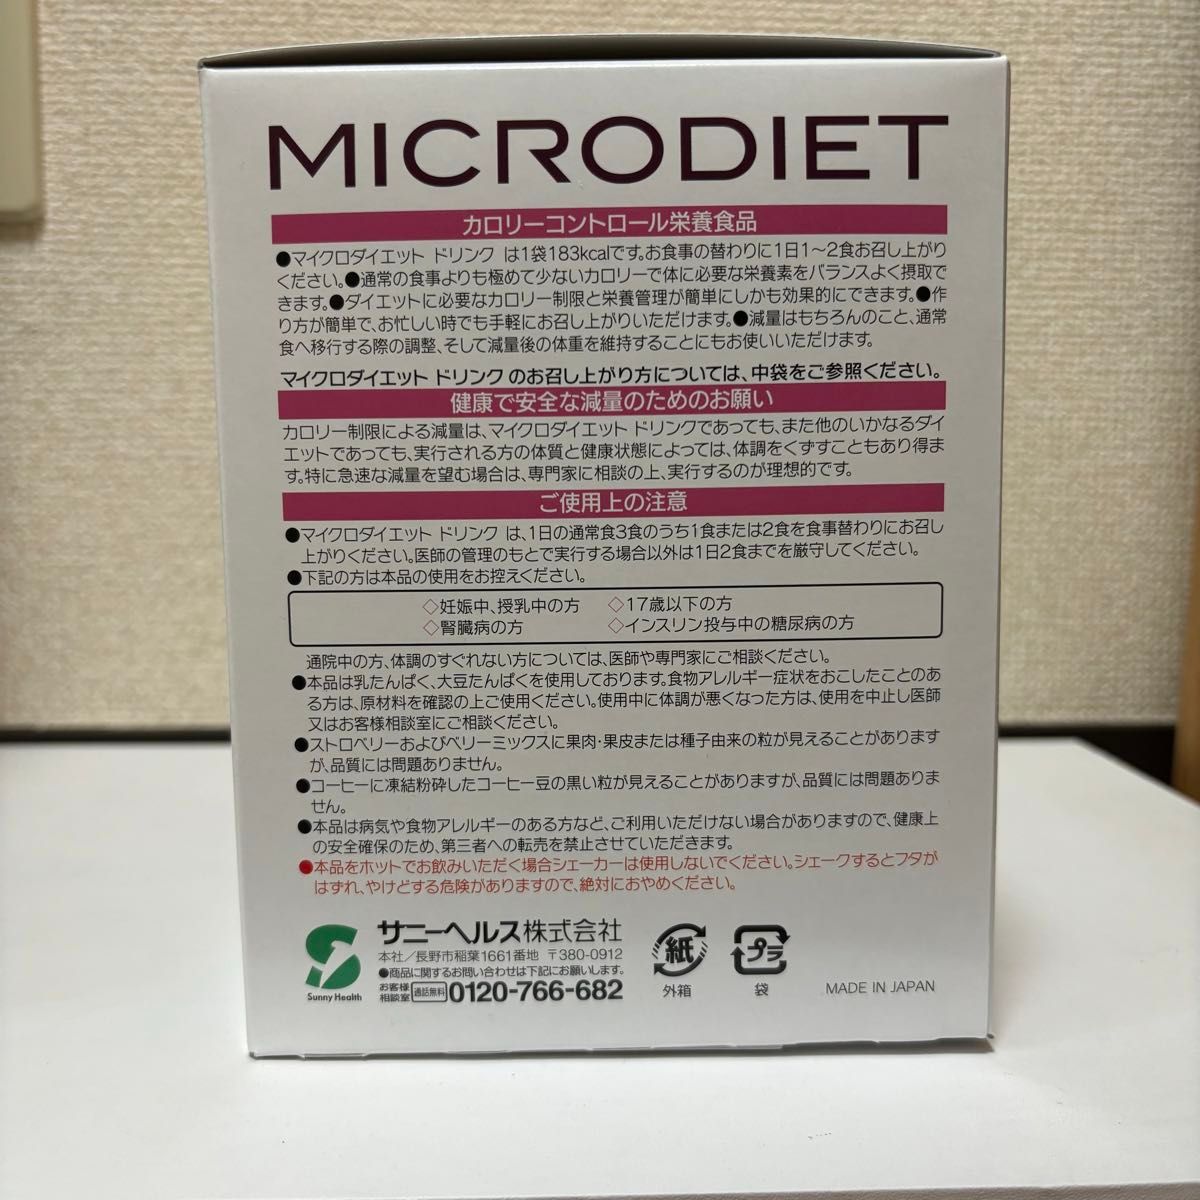 MICRODIET
カロリーコントロール栄養食品
●マイクロダイエット ドリンク は1袋183kcalです。お食事の替わりに1日1〜2食お召し上がり
ください。●通常の食事よりも極めて少ないカロリーで体に必要な栄養素をバランスよく摂取で
きます。●ダイエットに必要なカロリー制限と栄養管理が簡単にしかも効果的にできます。●作
り方が簡単で、お忙しい時でも手軽にお召し上がりいただけます。●減量はもちろんのこと、通常
食へ移行する際の調整、そして減量後の体重を維持することにもお使いいただけます。
マイクロダイエット ドリンク のお召し上がり方については、中袋をご参照ください。
健康で安全な減量のためのお願い
カロリー制限による減量は、マイクロダイエット ドリンクであっても、また他のいかなるダイ
エットであっても、実行される方の体質と健康状態によっては、体調をくずすこともあり得ま
す。特に急速な減量を望む場合は、専門家に相談の上、実行するのが理想的です。
ご使用上の注意
●マイクロダイエット ドリンク は、1日の通常食3食のうち1食または2食を食事替わりにお召し
上がりください。医師の管理のもとで実行する場合以外は1日2食までを厳守してください。
●下記の方は本品の使用をお控えください。
◇妊娠中、授乳中の方 ◇17歳以下の方
◇腎臓病の方 ◇インスリン投与中の糖尿病の方
通院中の方、体調のすぐれない方については、医師や専門家にご相談ください。
●本品は乳たんぱく、大豆たんぱくを使用しております。食物アレルギー症状をおこしたことのあ
る方は、原材料を確認の上ご使用ください。使用中に体調が悪くなった方は、使用を中止し医師
又はお客様相談室にご相談ください。
●ストロベリーおよびベリーミックスに果肉・果皮または種子由来の粒が見えることがあります
が、品質には問題ありません。
●コーヒーに凍結粉砕したコーヒー豆の黒い粒が見えることがありますが、品質には問題ありま
せん。
●本品は病気や食物アレルギーのある方など、ご利用いただけない場合がありますので、健康上
の安全確保のため、第三者への転売を禁止させていただきます。
●本品をホットでお飲みいただく場合シェーカーは使用しないでください。シェークするとフタが
はずれ、やけどする危険がありますので、絶対におやめください。
Sunny Health
サニーヘルス株式会社
本社／長野市稲葉1661番地 〒380-0912
●商品に関するお問い合わせは下記にお願いします。
お客様相談室 通話無料 0120-766-682
紙
外箱
プラ
袋
MADE IN JAPAN